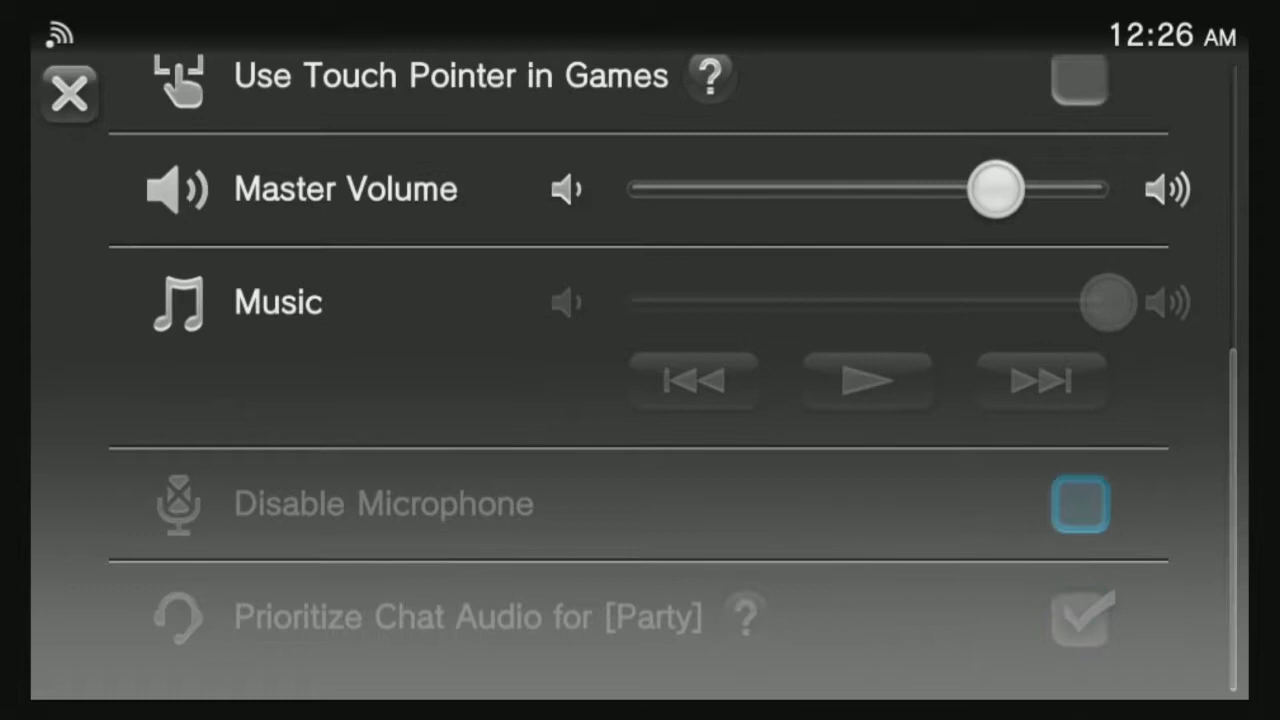 12:26 AM
Use Touch Pointer in Games ?
Master Volume
Music
Disable Microphone
Prioritize Chat Audio for [Party] ?